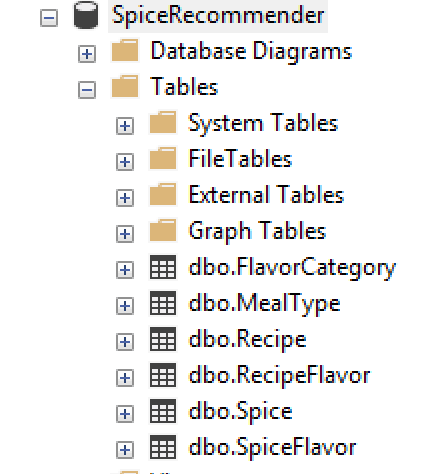 SpiceRecommender
Database Diagrams
Tables
System Tables
FileTables
External Tables
Graph Tables
dbo.FlavorCategory
dbo.MealType
dbo.Recipe
dbo.RecipeFlavor
dbo.Spice
dbo.SpiceFlavor